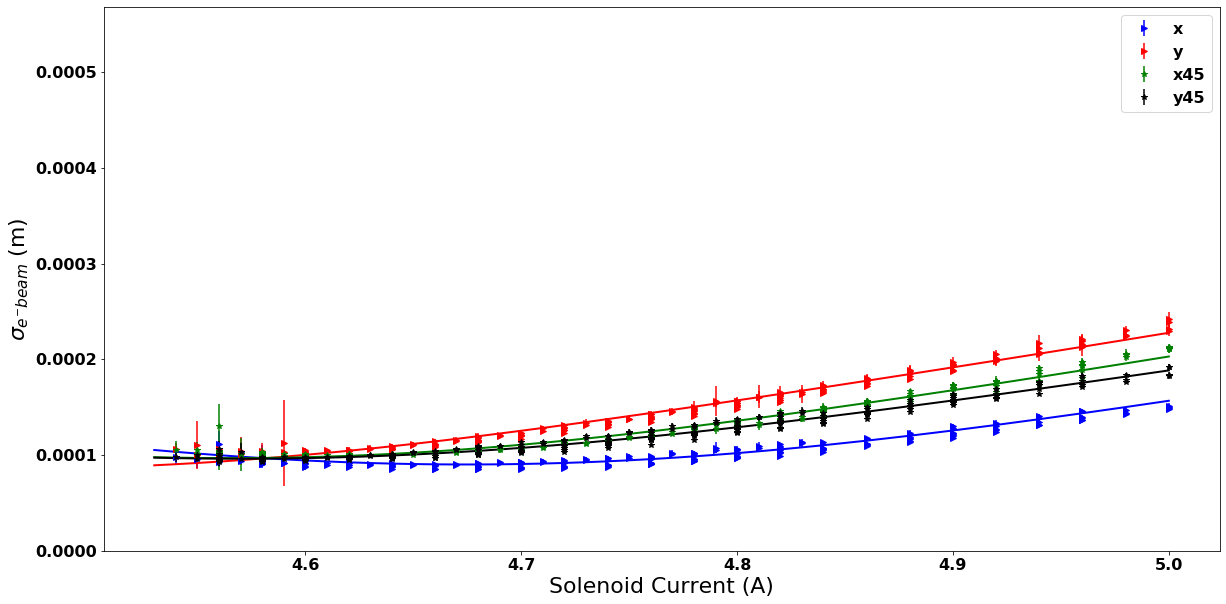 x
y
x45
y45
0.0005
0.0004
0.0003
0.0002
0.0001
0.0000
σe⁻beam (m)
4.6 4.7 4.8 4.9 5.0
Solenoid Current (A)